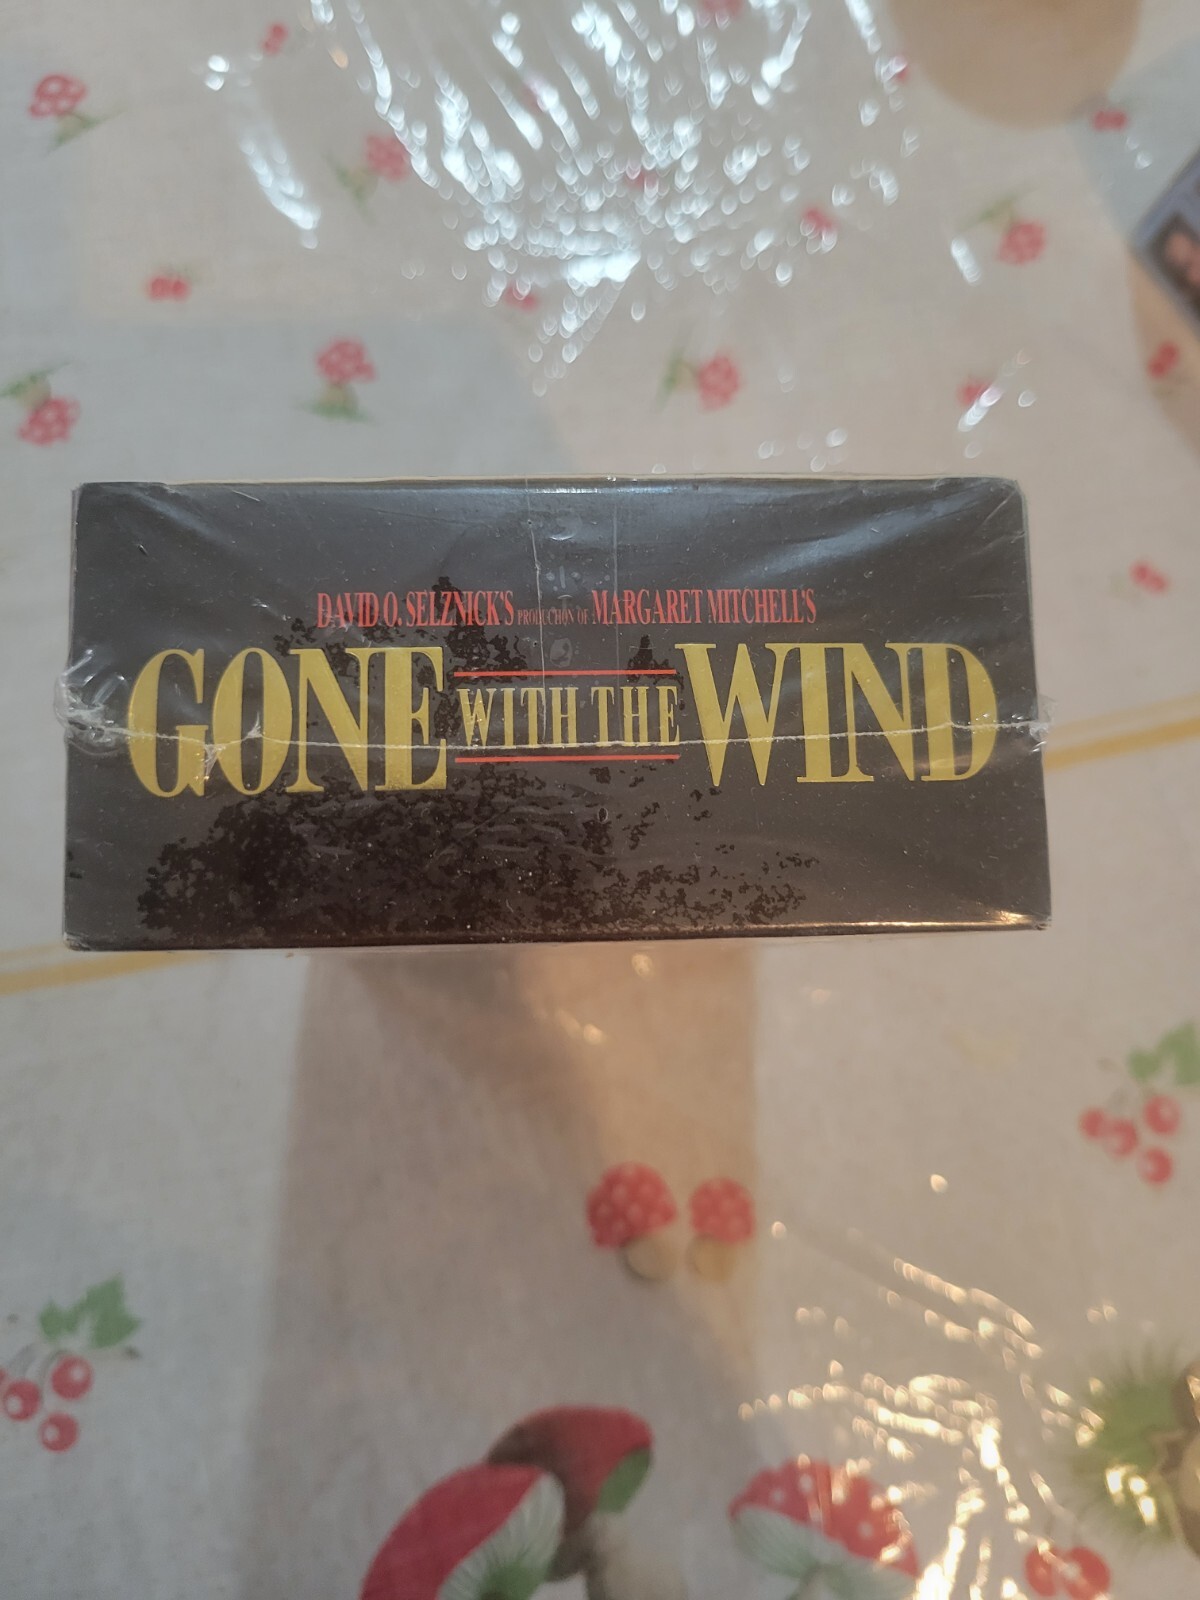 DAVID O. SELZNICK'S PRODUCTION OF MARGARET MITCHELL'S
GONE WITH THE WIND